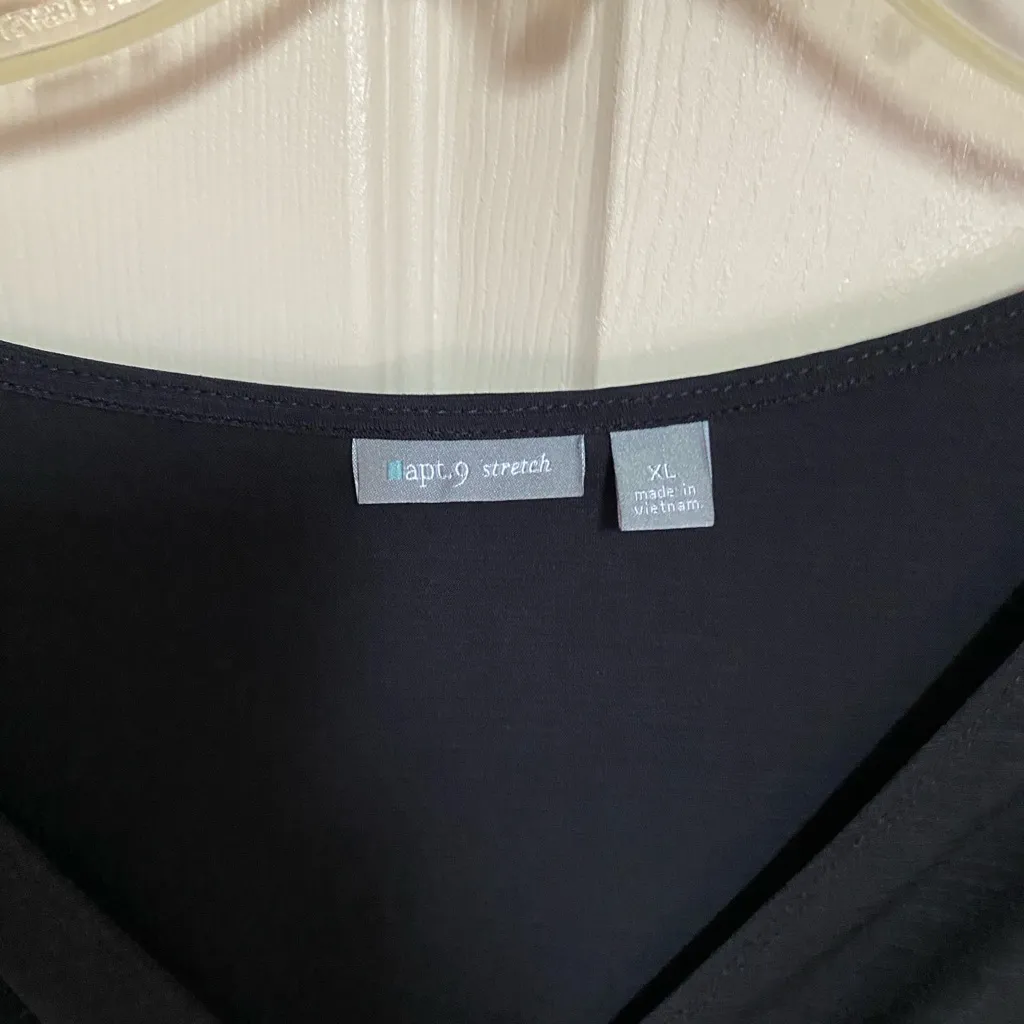 apt.9 stretch
XL
made in
vietnam